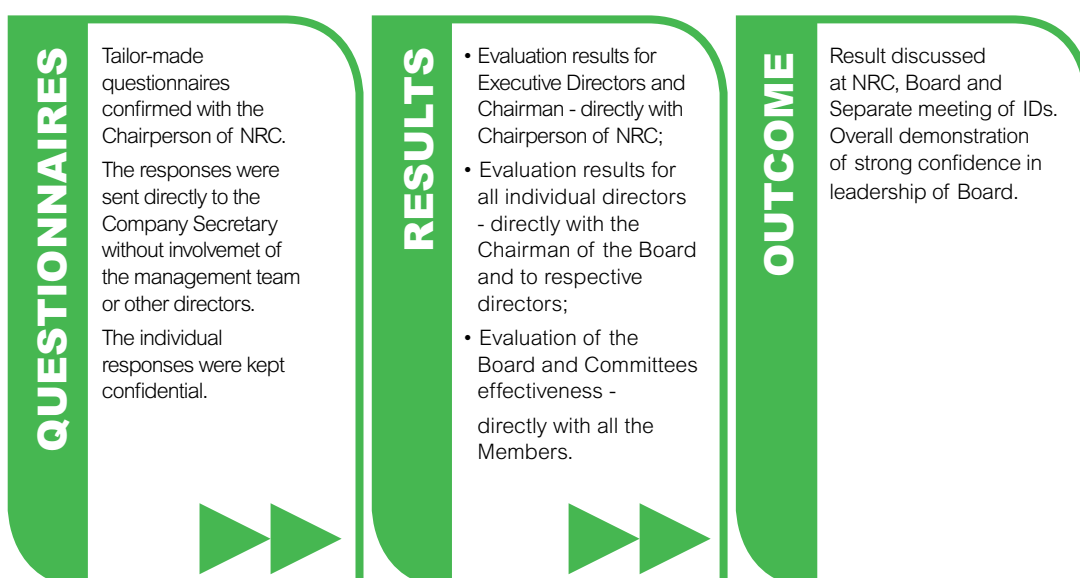 QUESTIONNAIRES
Tailor-made
questionnaires
confirmed with the
Chairperson of NRC.
The responses were
sent directly to the
Company Secretary
without involvemet of
the management team
or other directors.
The individual
responses were kept
confidential.
RESULTS
• Evaluation results for
Executive Directors and
Chairman - directly with
Chairperson of NRC;
• Evaluation results for
all individual directors
- directly with the
Chairman of the Board
and to respective
directors;
• Evaluation of the
Board and Committees
effectiveness -
directly with all the
Members.
OUTCOME
Result discussed
at NRC, Board and
Separate meeting of IDs.
Overall demonstration
of strong confidence in
leadership of Board.